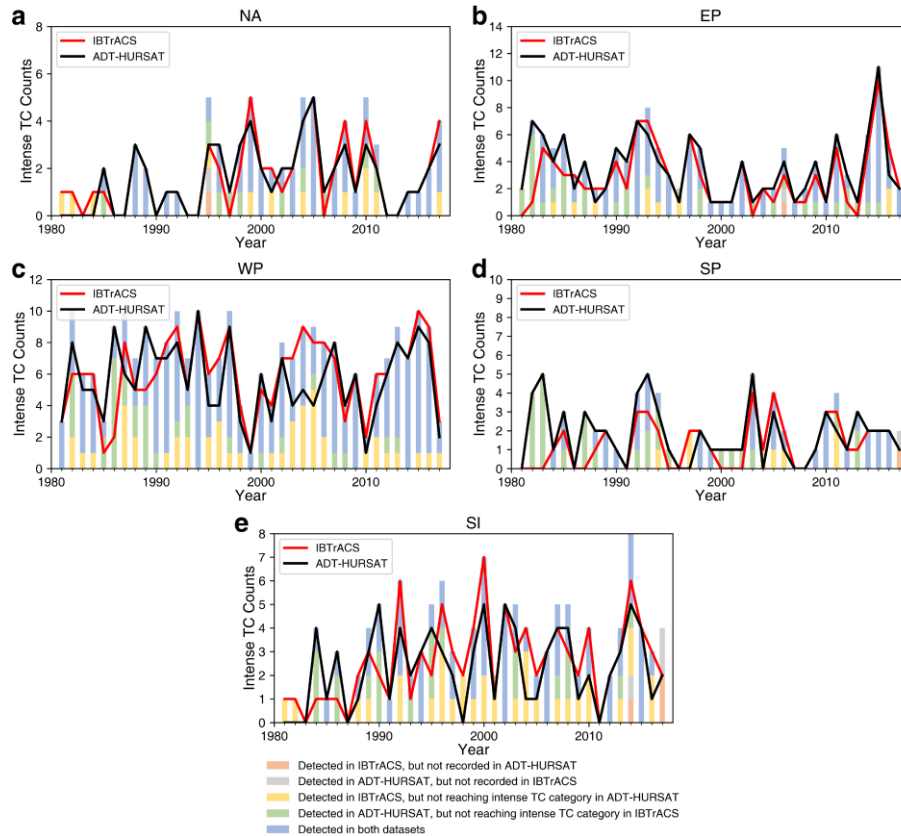 a
NA
IBTrACS
ADT-HURSAT
Intense TC Counts
8
6
4
2
0
1980
1990
2000
2010
Year
b
EP
IBTrACS
ADT-HURSAT
Intense TC Counts
14
12
10
8
6
4
2
0
1980
1990
2000
2010
Year
c
WP
IBTrACS
ADT-HURSAT
Intense TC Counts
12
10
8
6
4
2
0
1980
1990
2000
2010
Year
d
SP
IBTrACS
ADT-HURSAT
Intense TC Counts
10
8
6
4
2
0
1980
1990
2000
2010
Year
e
SI
IBTrACS
ADT-HURSAT
Intense TC Counts
8
7
6
5
4
3
2
1
0
1980
1990
2000
2010
Year
Detected in IBTrACS, but not recorded in ADT-HURSAT
Detected in ADT-HURSAT, but not recorded in IBTrACS
Detected in IBTrACS, but not reaching intense TC category in ADT-HURSAT
Detected in ADT-HURSAT, but not reaching intense TC category in IBTrACS
Detected in both datasets